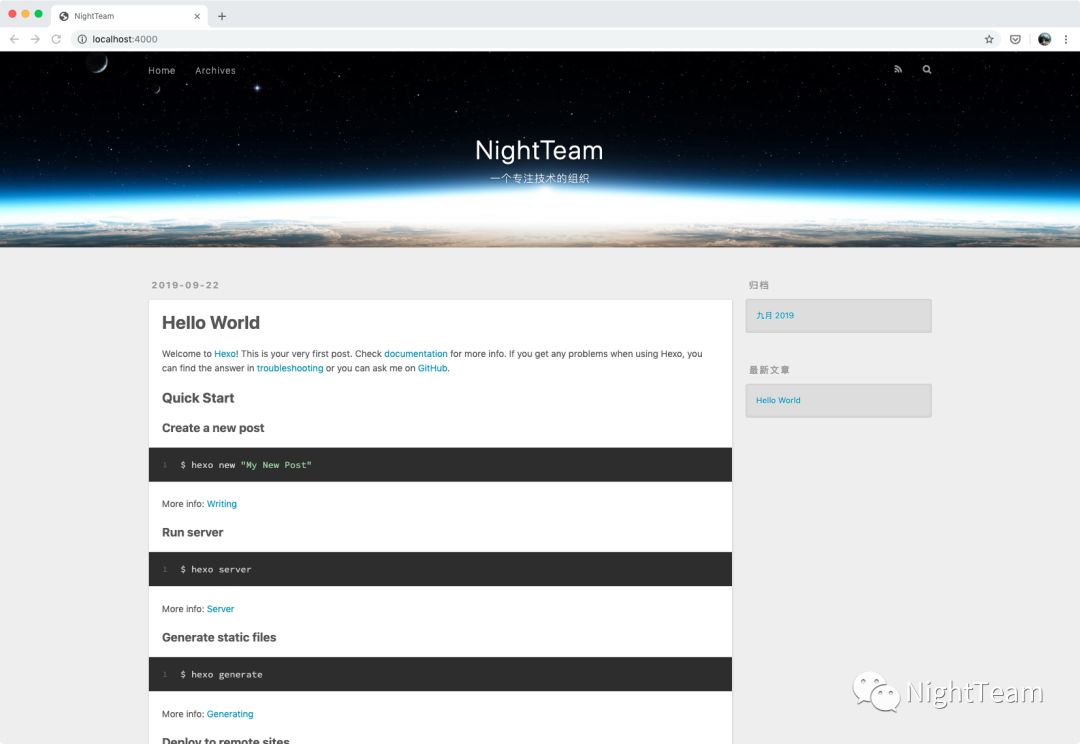 NightTeam
localhost:4000
Home Archives
NightTeam
一个专注技术的组织
2019-09-22
Hello World
Welcome to Hexo! This is your very first post. Check documentation for more info. If you get any problems when using Hexo, you
can find the answer in troubleshooting or you can ask me on GitHub.
Quick Start
Create a new post
1 $ hexo new "My New Post"
More info: Writing
Run server
1 $ hexo server
More info: Server
Generate static files
1 $ hexo generate
More info: Generating
Deploy to remote sites
归档
九月 2019
最新文章
Hello World
NightTeam